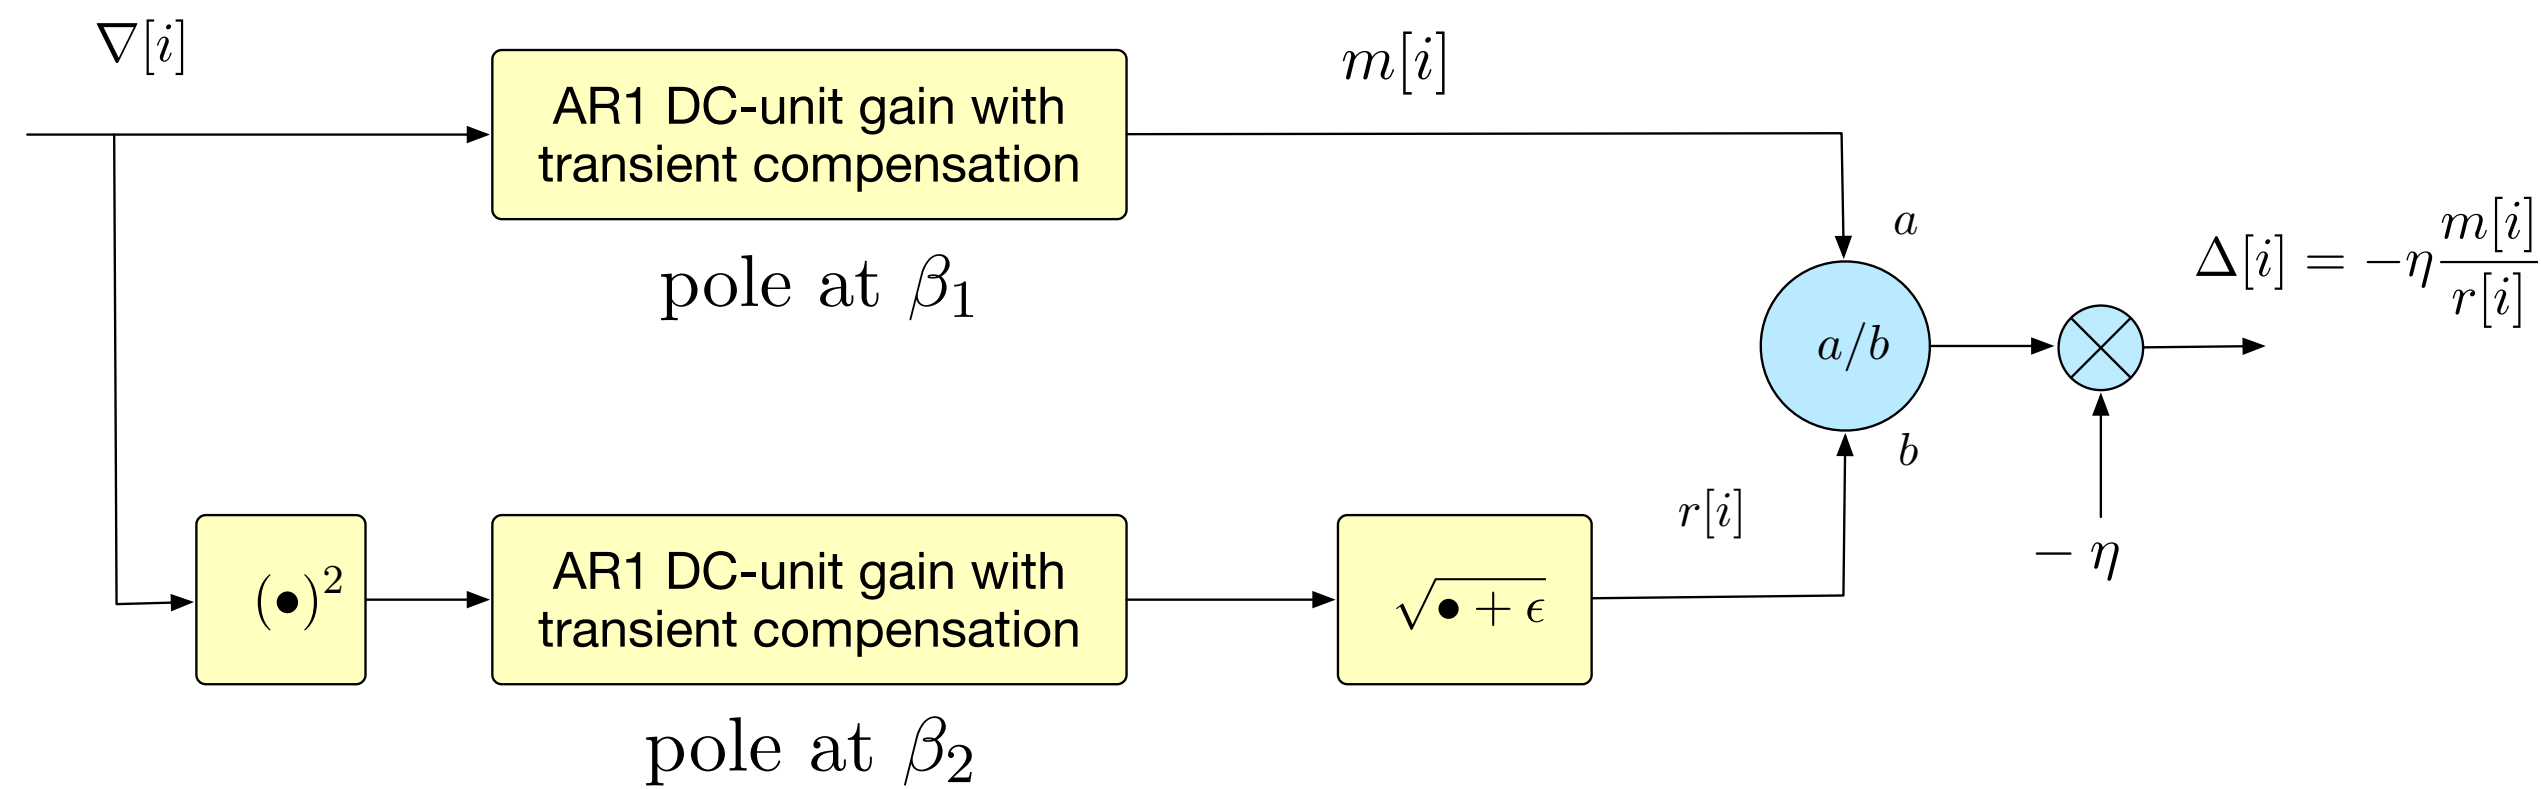 ∇[i]
AR1 DC-unit gain with
transient compensation
pole at β₁
m[i]
a
a/b
b
Δ[i] = −η m[i]/r[i]
− η
(•)²
AR1 DC-unit gain with
transient compensation
pole at β₂
√• + ϵ
r[i]